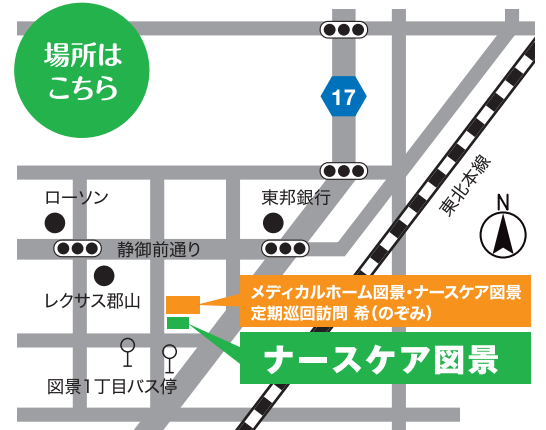 場所は
こちら
17
東北本線
N
ローソン
東邦銀行
静御前通り
レクサス郡山
メディカルホーム図景・ナースケア図景
定期巡回訪問 希(のぞみ)
ナースケア図景
図景1丁目バス停